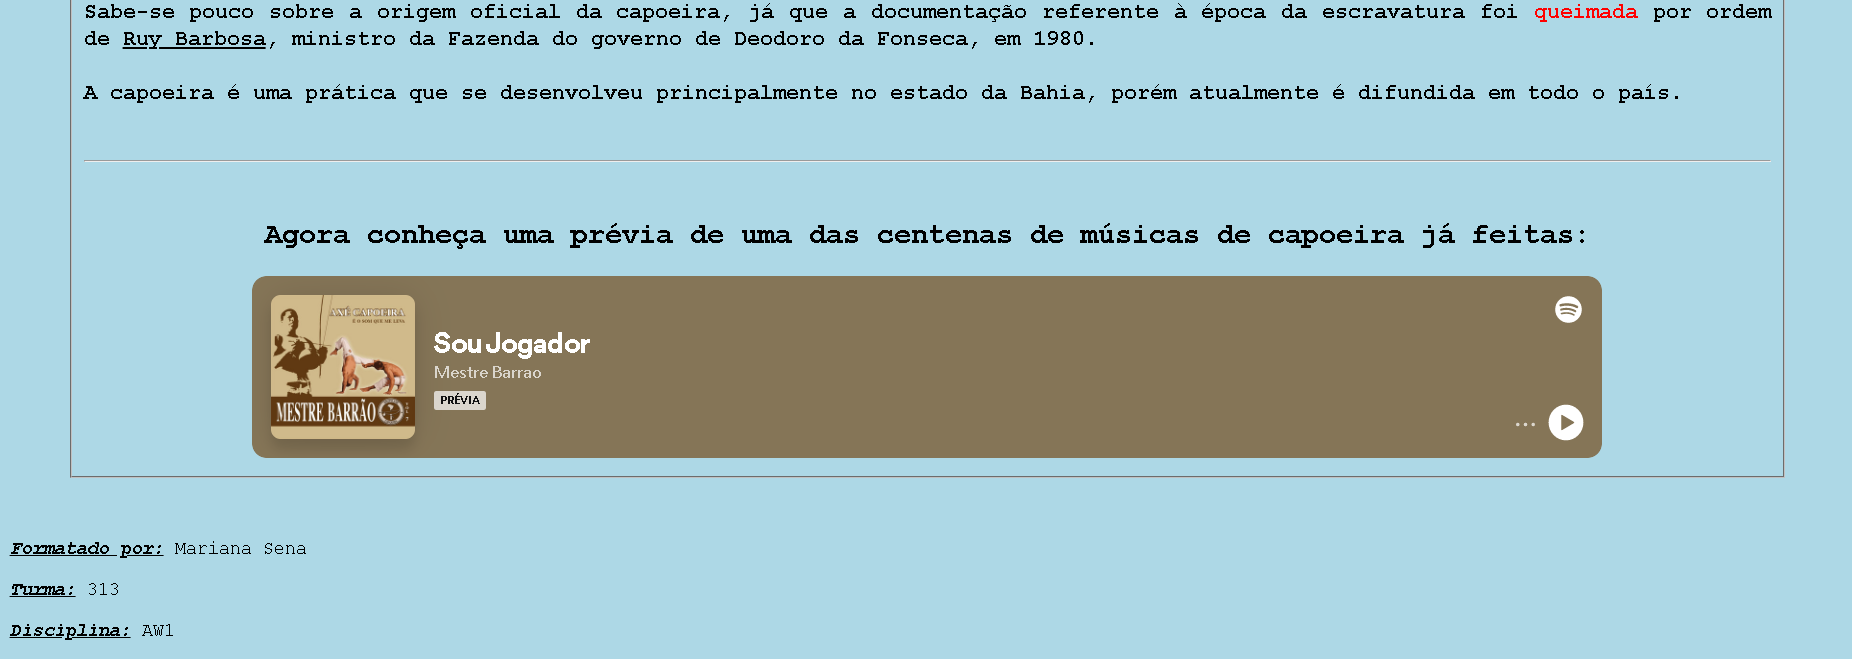 Sabe-se pouco sobre a origem oficial da capoeira, já que a documentação referente à época da escravatura foi queimada por ordem
de Ruy Barbosa, ministro da Fazenda do governo de Deodoro da Fonseca, em 1980.
A capoeira é uma prática que se desenvolveu principalmente no estado da Bahia, porém atualmente é difundida em todo o país.
Agora conheça uma prévia de uma das centenas de músicas de capoeira já feitas:
AXÉ CAPOEIRA
É O SOM QUE ME LEVA
MESTRE BARRÃO
Sou Jogador
Mestre Barrao
PRÉVIA
Formatado por: Mariana Sena
Turma: 313
Disciplina: AW1